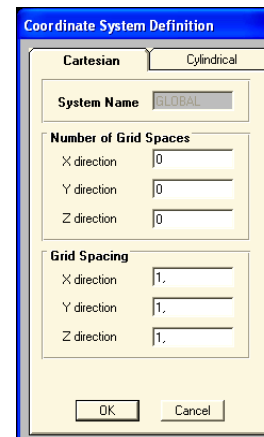 Coordinate System Definition
Cartesian Cylindrical
System Name GLOBAL
Number of Grid Spaces
X direction 0
Y direction 0
Z direction 0
Grid Spacing
X direction 1,
Y direction 1,
Z direction 1,
OK Cancel